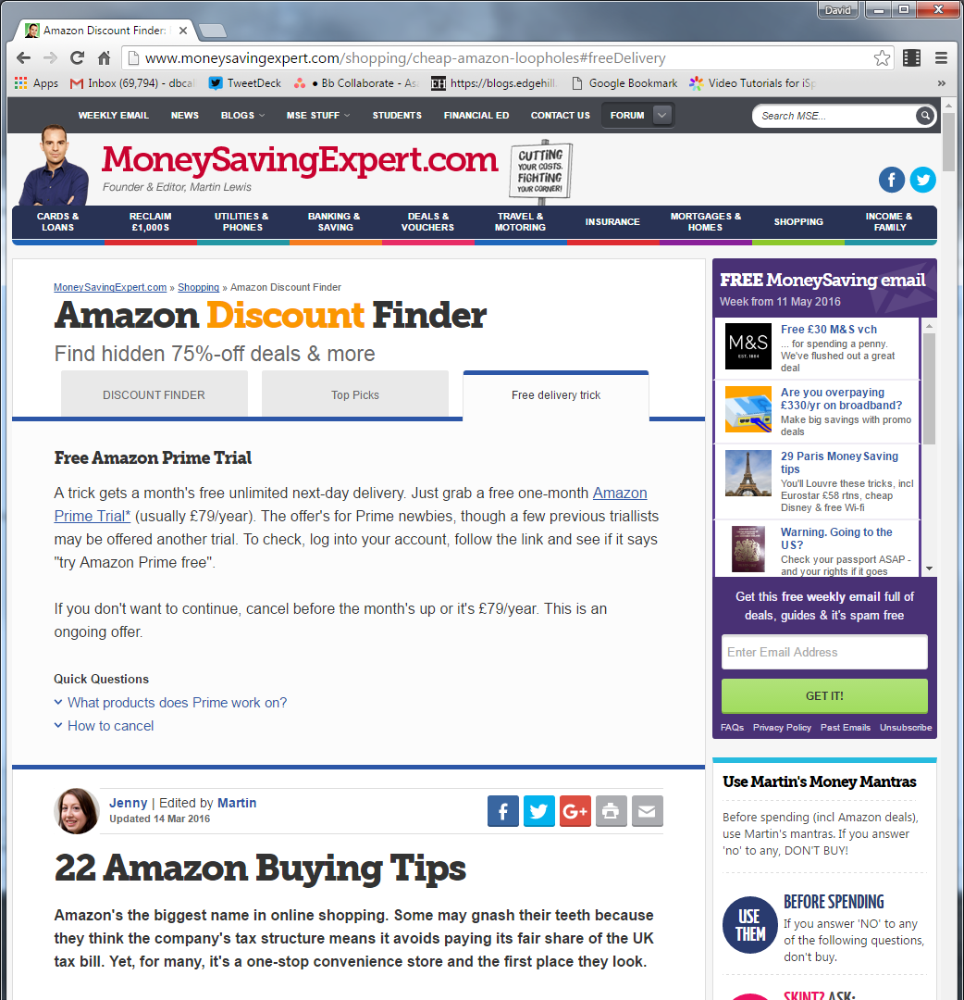 David
Amazon Discount Finder:
www.moneysavingexpert.com/shopping/cheap-amazon-loopholes#freeDelivery
Apps
Inbox (69,794) - dbca
TweetDeck
• Bb Collaborate - As
https://blogs.edgehill.
Google Bookmark
Video Tutorials for iSp
»
WEEKLY EMAIL NEWS BLOGS MSE STUFF STUDENTS FINANCIAL ED CONTACT US FORUM
Search MSE...
MoneySavingExpert.com
Founder & Editor, Martin Lewis
CUTTING
YOUR COSTS.
FIGHTING
YOUR CORNER!
CARDS &
LOANS
RECLAIM
£1,000S
UTILITIES &
PHONES
BANKING &
SAVING
DEALS &
VOUCHERS
TRAVEL &
MOTORING
INSURANCE
MORTGAGES &
HOMES
SHOPPING
INCOME &
FAMILY
MoneySavingExpert.com » Shopping » Amazon Discount Finder
Amazon Discount Finder
Find hidden 75%-off deals & more
DISCOUNT FINDER
Top Picks
Free delivery trick
Free Amazon Prime Trial
A trick gets a month's free unlimited next-day delivery. Just grab a free one-month Amazon
Prime Trial* (usually £79/year). The offer's for Prime newbies, though a few previous triallists
may be offered another trial. To check, log into your account, follow the link and see if it says
"try Amazon Prime free".
If you don't want to continue, cancel before the month's up or it's £79/year. This is an
ongoing offer.
Quick Questions
What products does Prime work on?
How to cancel
Jenny | Edited by Martin
Updated 14 Mar 2016
22 Amazon Buying Tips
Amazon's the biggest name in online shopping. Some may gnash their teeth because
they think the company's tax structure means it avoids paying its fair share of the UK
tax bill. Yet, for many, it's a one-stop convenience store and the first place they look.
FREE MoneySaving email
Week from 11 May 2016
M&S
EST. 1884
Free £30 M&S vch
... for spending a penny.
We've flushed out a great
deal
Are you overpaying
£330/yr on broadband?
Make big savings with promo
deals
29 Paris MoneySaving
tips
You'll Louvre these tricks, incl
Eurostar £58 rtns, cheap
Disney & free Wi-fi
Warning. Going to the
US?
Check your passport ASAP -
and your rights if it goes
Get this free weekly email full of
deals, guides & it's spam free
Enter Email Address
GET IT!
FAQs Privacy Policy Past Emails Unsubscribe
Use Martin's Money Mantras
Before spending (incl Amazon deals),
use Martin's mantras. If you answer
'no' to any, DON'T BUY!
USE
THEM
BEFORE SPENDING
If you answer 'NO' to any
of the following questions,
don't buy.
SKINT? ASK: